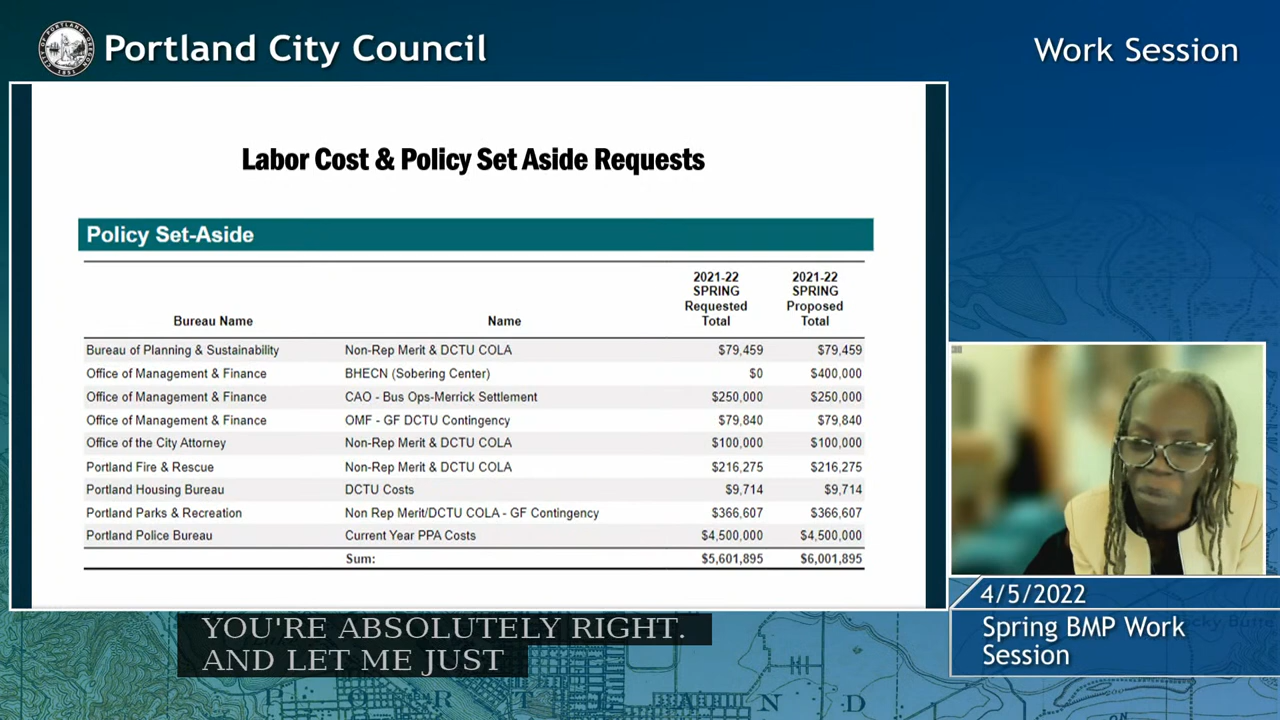 Portland City Council
Work Session
Labor Cost & Policy Set Aside Requests
Policy Set-Aside
Bureau Name Name 2021-22 SPRING Requested Total 2021-22 SPRING Proposed Total
Bureau of Planning & Sustainability Non-Rep Merit & DCTU COLA $79,459 $79,459
Office of Management & Finance BHECN (Sobering Center) $0 $400,000
Office of Management & Finance CAO - Bus Ops-Merrick Settlement $250,000 $250,000
Office of Management & Finance OMF - GF DCTU Contingency $79,840 $79,840
Office of the City Attorney Non-Rep Merit & DCTU COLA $100,000 $100,000
Portland Fire & Rescue Non-Rep Merit & DCTU COLA $216,275 $216,275
Portland Housing Bureau DCTU Costs $9,714 $9,714
Portland Parks & Recreation Non Rep Merit/DCTU COLA - GF Contingency $366,607 $366,607
Portland Police Bureau Current Year PPA Costs $4,500,000 $4,500,000
Sum: $5,601,895 $6,001,895
4/5/2022
Spring BMP Work
Session
YOU'RE ABSOLUTELY RIGHT.
AND LET ME JUST
P O R T L A N D